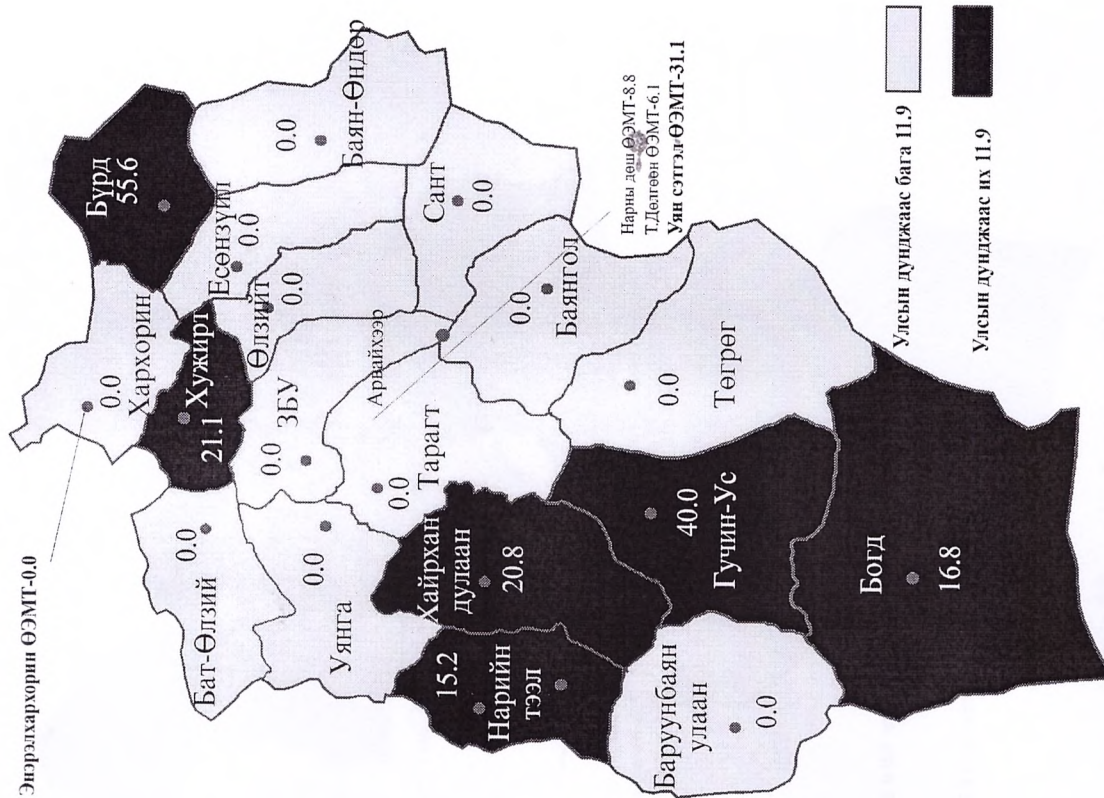 Энэрэлхархорин ӨЭМТ-0.0
0.0
Хархорин
Бүрд
55.6
Хужирт
21.1
Есөнзүйл
0.0
0.0
Баян-Өндөр
Өлзийт
0.0
Бат-Өлзий
0.0
ЗБУ
0.0
Уянга
0.0
Сант
0.0
Арвайхээр
Тарагт
0.0
Баянгол
0.0
Хайрхан
дулаан
20.8
15.2
Нарийн
тээл
Төгрөг
0.0
Гучин-Ус
40.0
Баруунбаян
улаан
0.0
Богд
16.8
Нарны дөш ӨЭМТ-8.8
Т.Дөлгөөн ӨЭМТ-6.1
Уян сэтгэл ӨЭМТ-31.1
Улсын дунджаас бага 11.9
Улсын дунджаас их 11.9